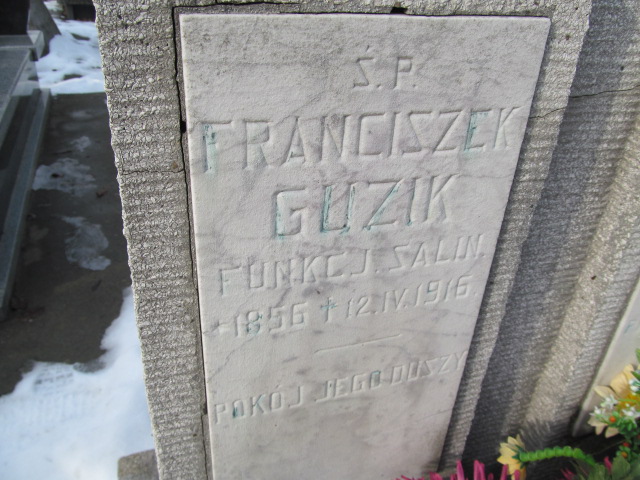 Ś.P.
FRANCISZEK
GUZIK
FUNKCJ. SALIN.
*1856 †12.IV.1916.
POKÓJ JEGO DUSZY